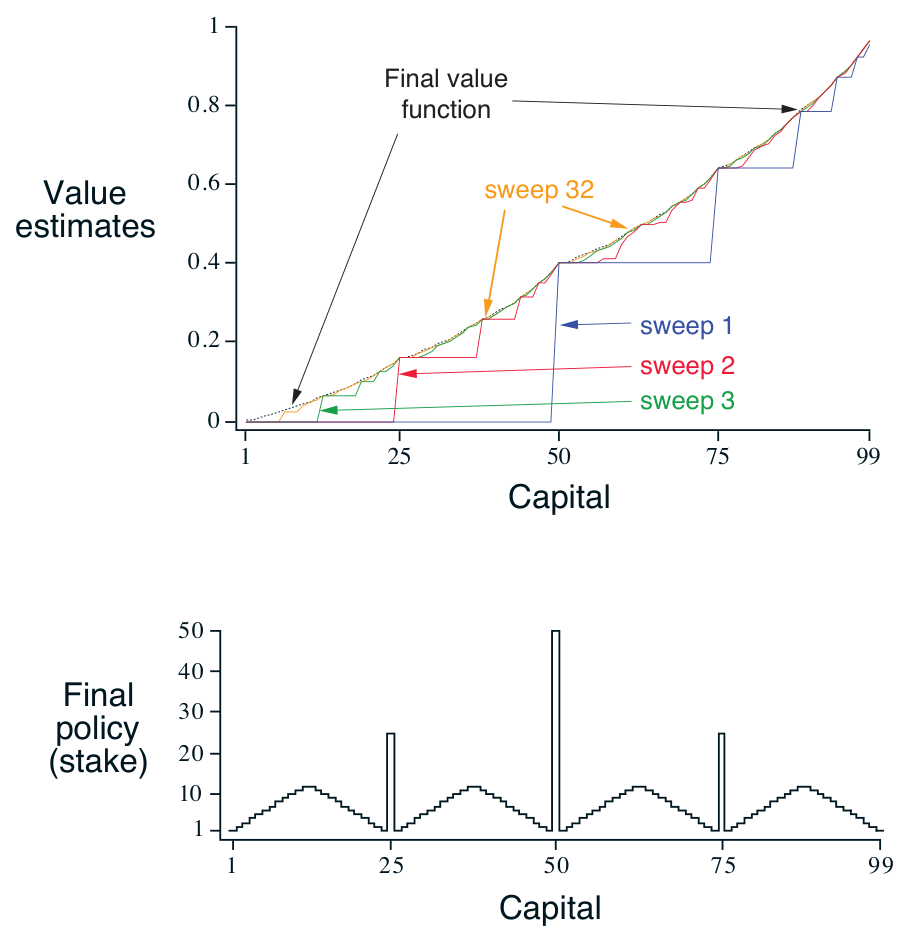 1
0.8
0.6
0.4
0.2
0
Value
estimates
Final value
function
sweep 32
sweep 1
sweep 2
sweep 3
1
25
50
75
99
Capital
50
40
30
20
10
1
Final
policy
(stake)
1
25
50
75
99
Capital